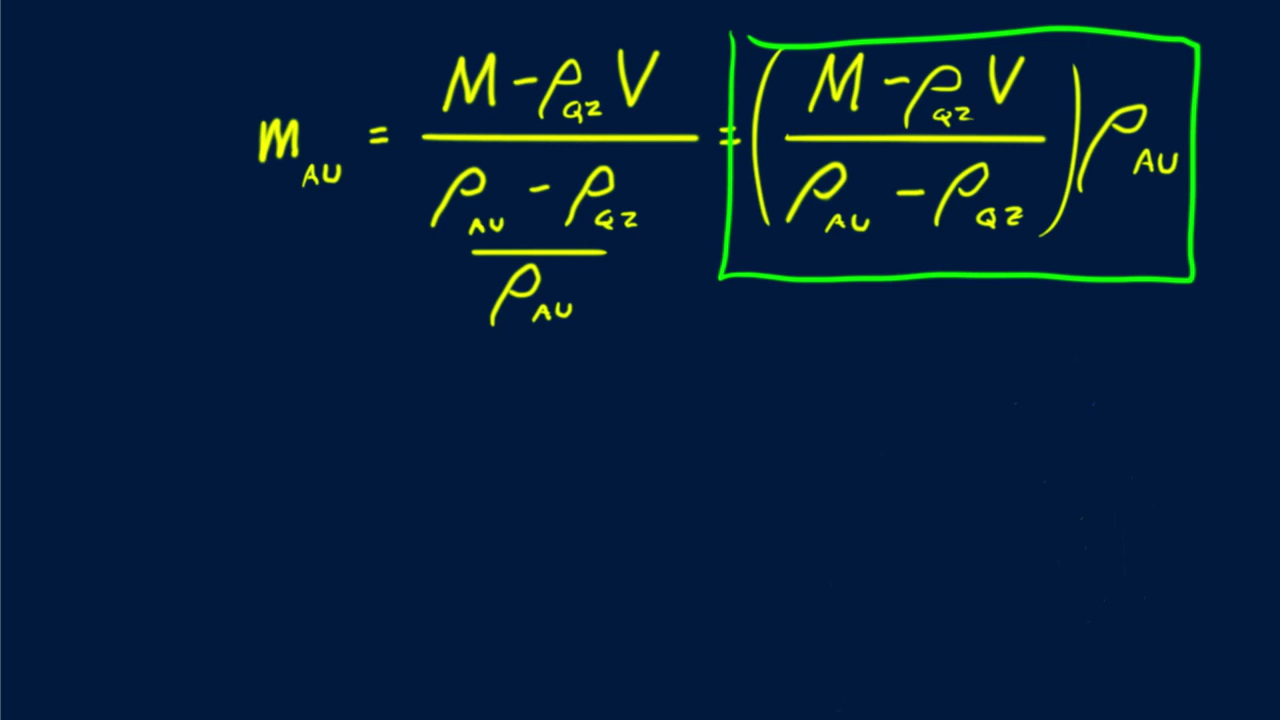 M - ρ_QZ V     M - ρ_QZ V
m_AU = ────────── = ( ────────── ) ρ_AU
ρ_AU - ρ_QZ     ρ_AU - ρ_QZ
──────
ρ_AU